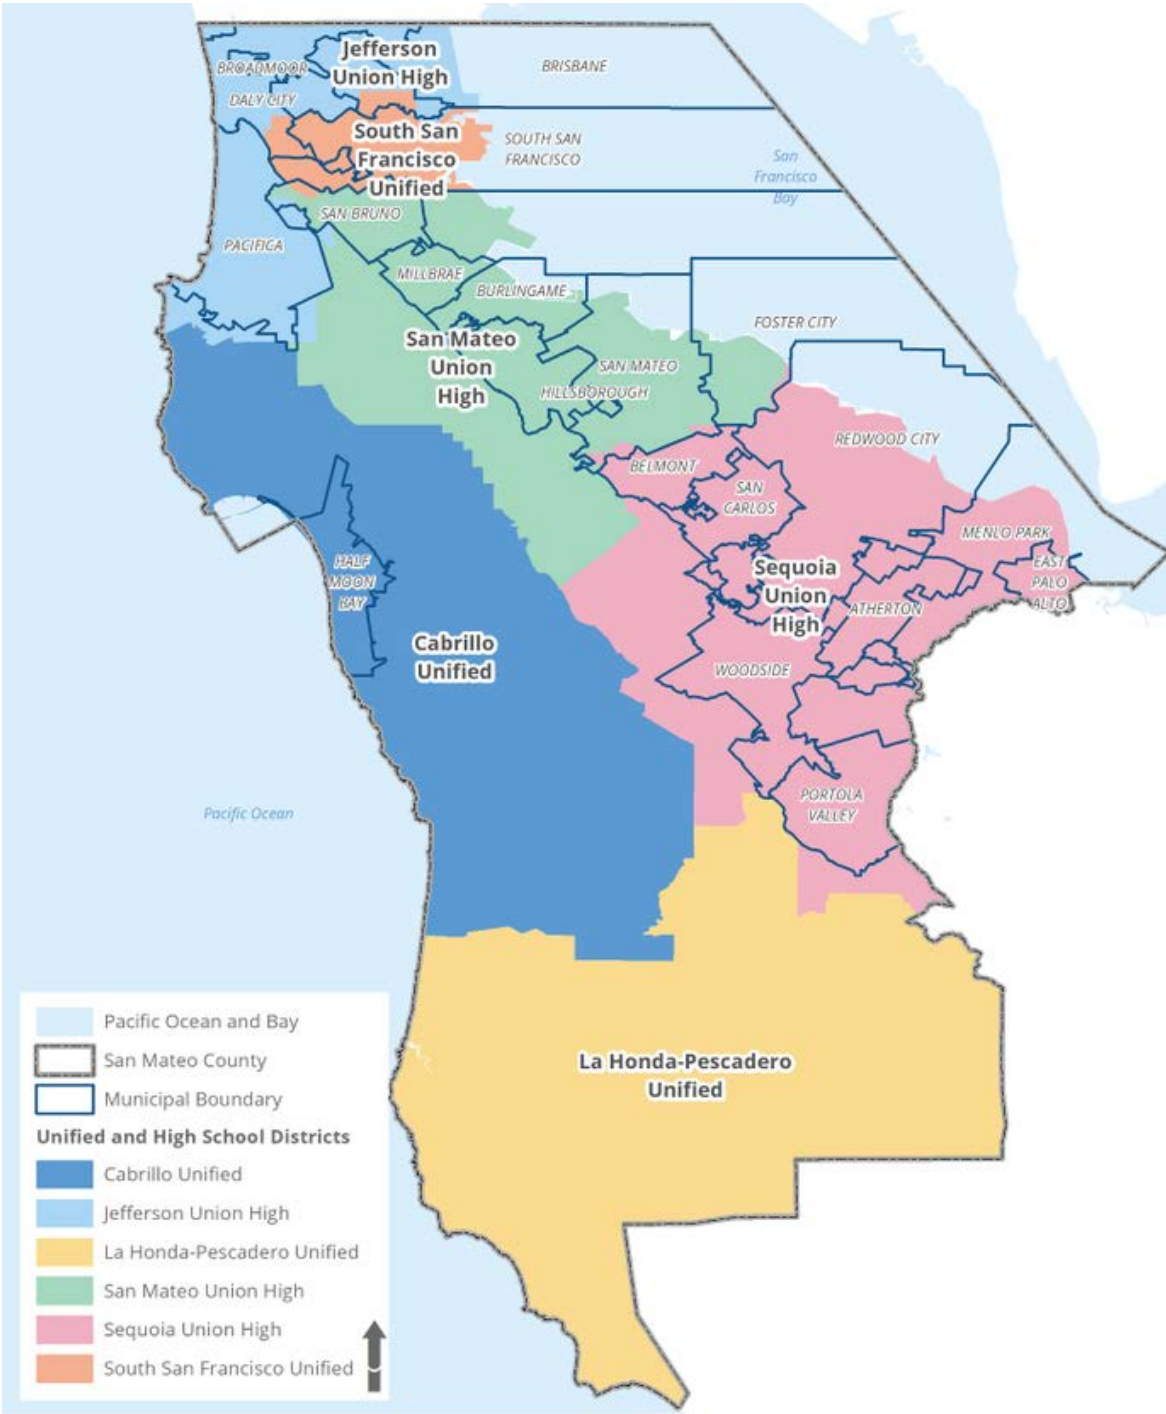 Jefferson
Union High
BROADMOOR
BRISBANE
DALY CITY
South San
Francisco
Unified
SOUTH SAN
FRANCISCO
San
Francisco
Bay
SAN BRUNO
PACIFICA
MILLBRAE
BURLINGAME
FOSTER CITY
San Mateo
Union
High
SAN MATEO
HILLSBOROUGH
REDWOOD CITY
BELMONT
SAN
CARLOS
MENLO PARK
HALF
MOON
BAY
Sequoia
Union
High
EAST
PALO
ALTO
ATHERTON
Cabrillo
Unified
WOODSIDE
Pacific Ocean
PORTOLA
VALLEY
La Honda-Pescadero
Unified
Pacific Ocean and Bay
San Mateo County
Municipal Boundary
Unified and High School Districts
Cabrillo Unified
Jefferson Union High
La Honda-Pescadero Unified
San Mateo Union High
Sequoia Union High
South San Francisco Unified